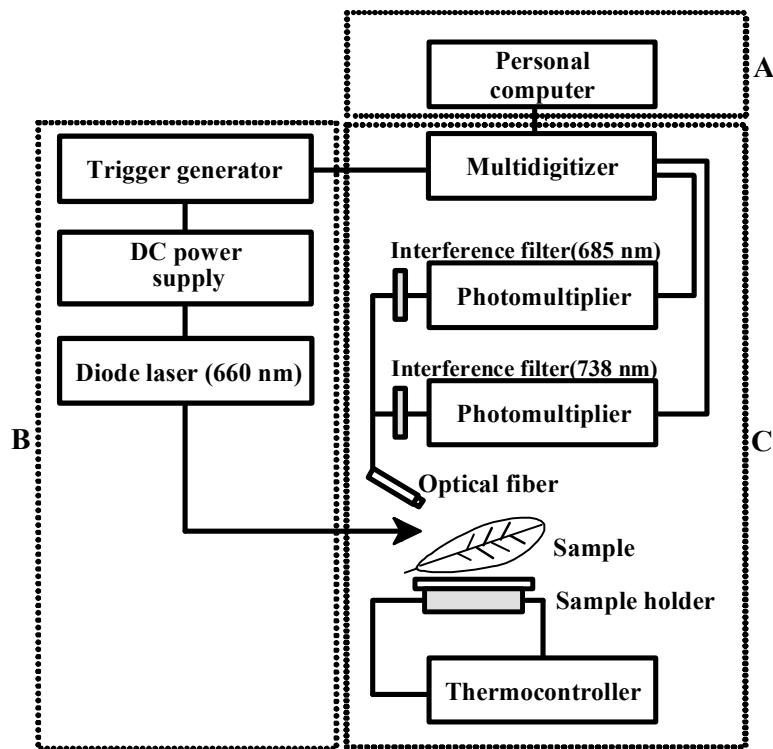 Personal
computer
A
Trigger generator
Multidigitizer
DC power
supply
Interference filter(685 nm)
Photomultiplier
Diode laser (660 nm)
Interference filter(738 nm)
Photomultiplier
B
C
Optical fiber
Sample
Sample holder
Thermocontroller